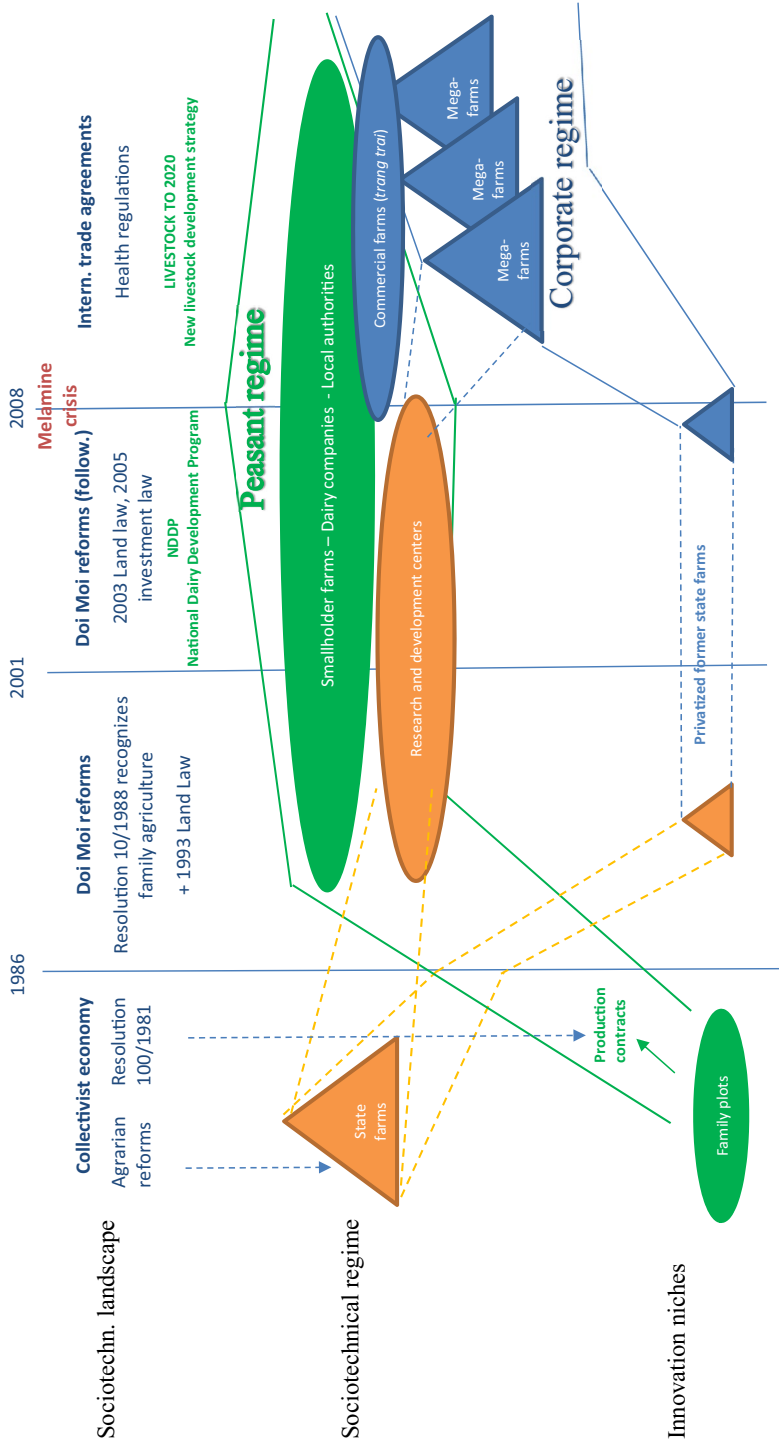 1986
2001
2008
Melamine
crisis
Sociotechn. landscape
Collectivist economy
Agrarian
reforms
Resolution
100/1981
Doi Moi reforms
Resolution 10/1988 recognizes
family agriculture
+ 1993 Land Law
Doi Moi reforms (follow.)
2003 Land law, 2005
investment law
NDDP
National Dairy Development Program
Intern. trade agreements
Health regulations
LIVESTOCK TO 2020
New livestock development strategy
Peasant regime
Sociotechnical regime
State
farms
Smallholder farms – Dairy companies - Local authorities
Research and development centers
Commercial farms (trang trai)
Mega-
farms
Mega-
farms
Mega-
farms
Corporate regime
Innovation niches
Family plots
Production
contracts
Privatized former state farms